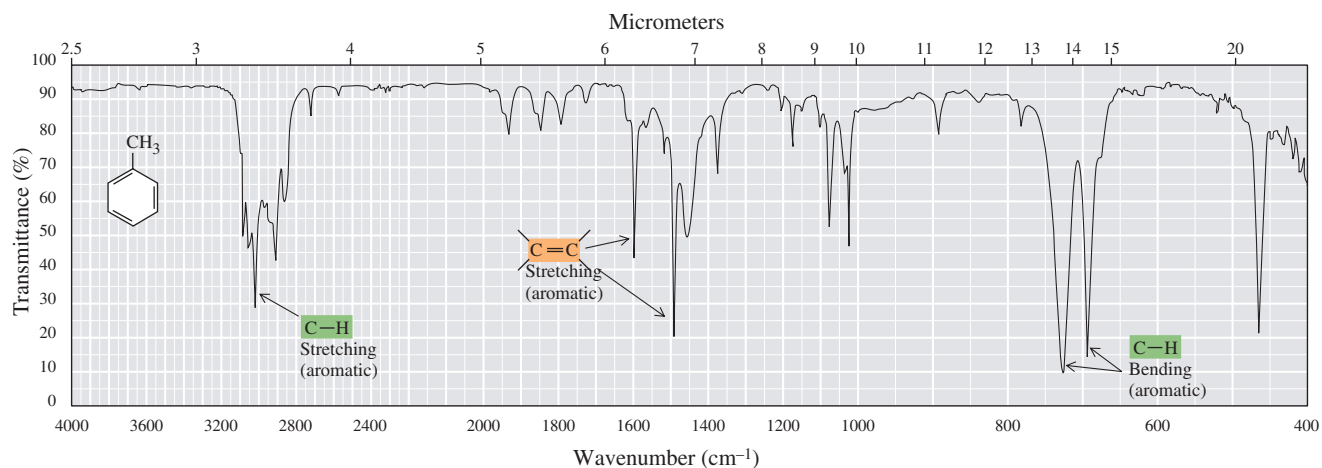 Micrometers
2.5 3 4 5 6 7 8 9 10 11 12 13 14 15 20
100
90
80
70
60
50
40
30
20
10
0
Transmittance (%)
CH3
C=C
Stretching
(aromatic)
C—H
Stretching
(aromatic)
C—H
Bending
(aromatic)
4000 3600 3200 2800 2400 2000 1800 1600 1400 1200 1000 800 600 400
Wavenumber (cm–1)